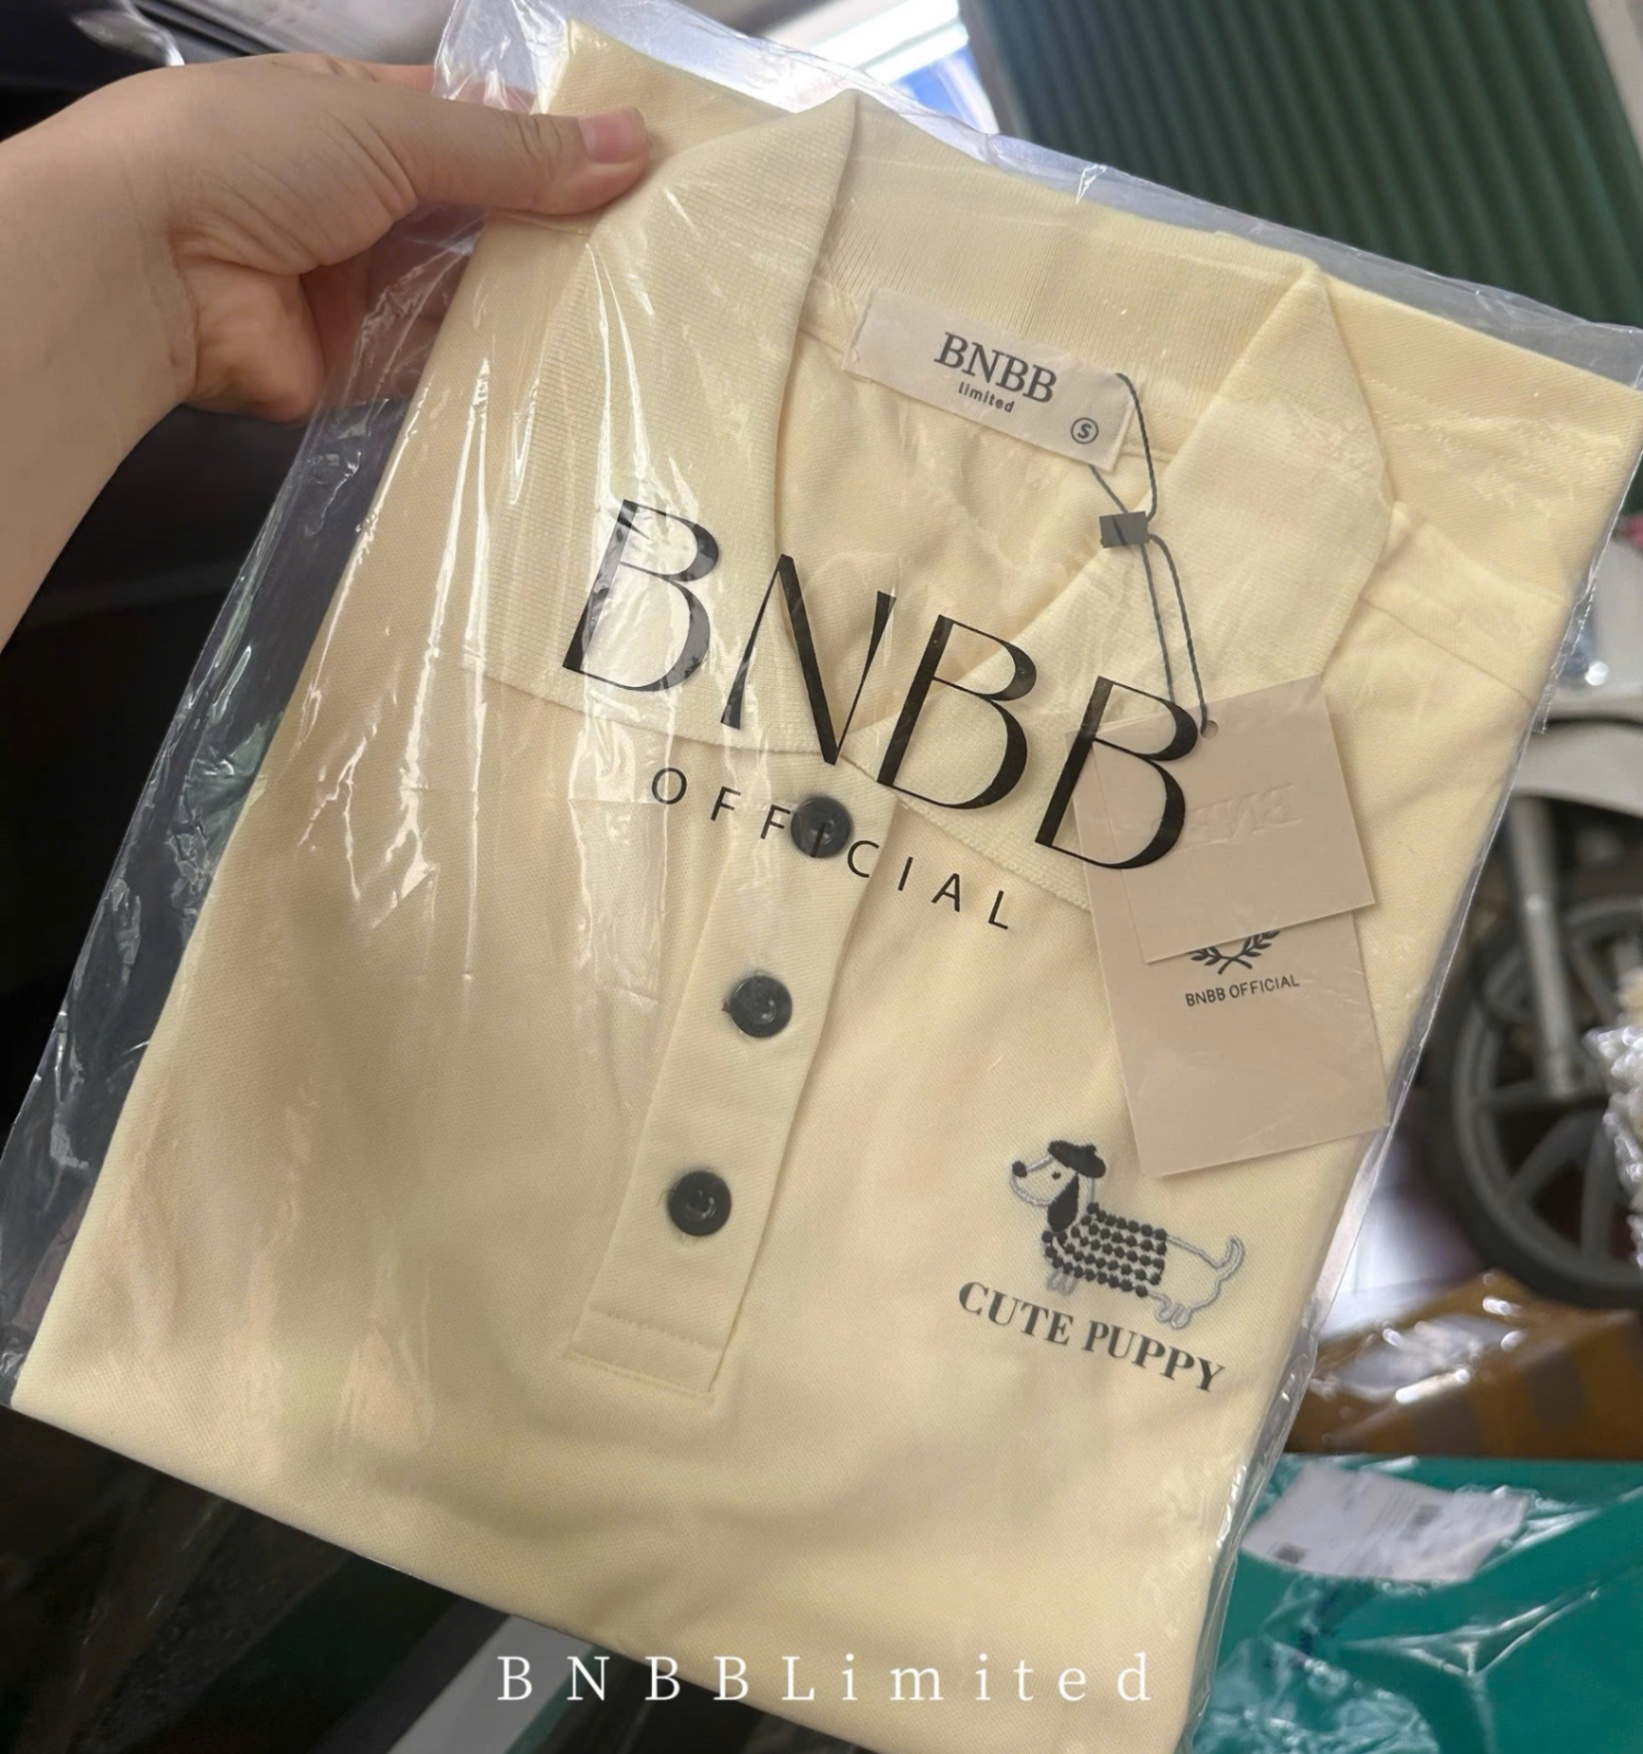 BNBB
limited
S
BNBB
OFFICIAL
BNBB OFFICIAL
CUTE PUPPY
BNBBLimited